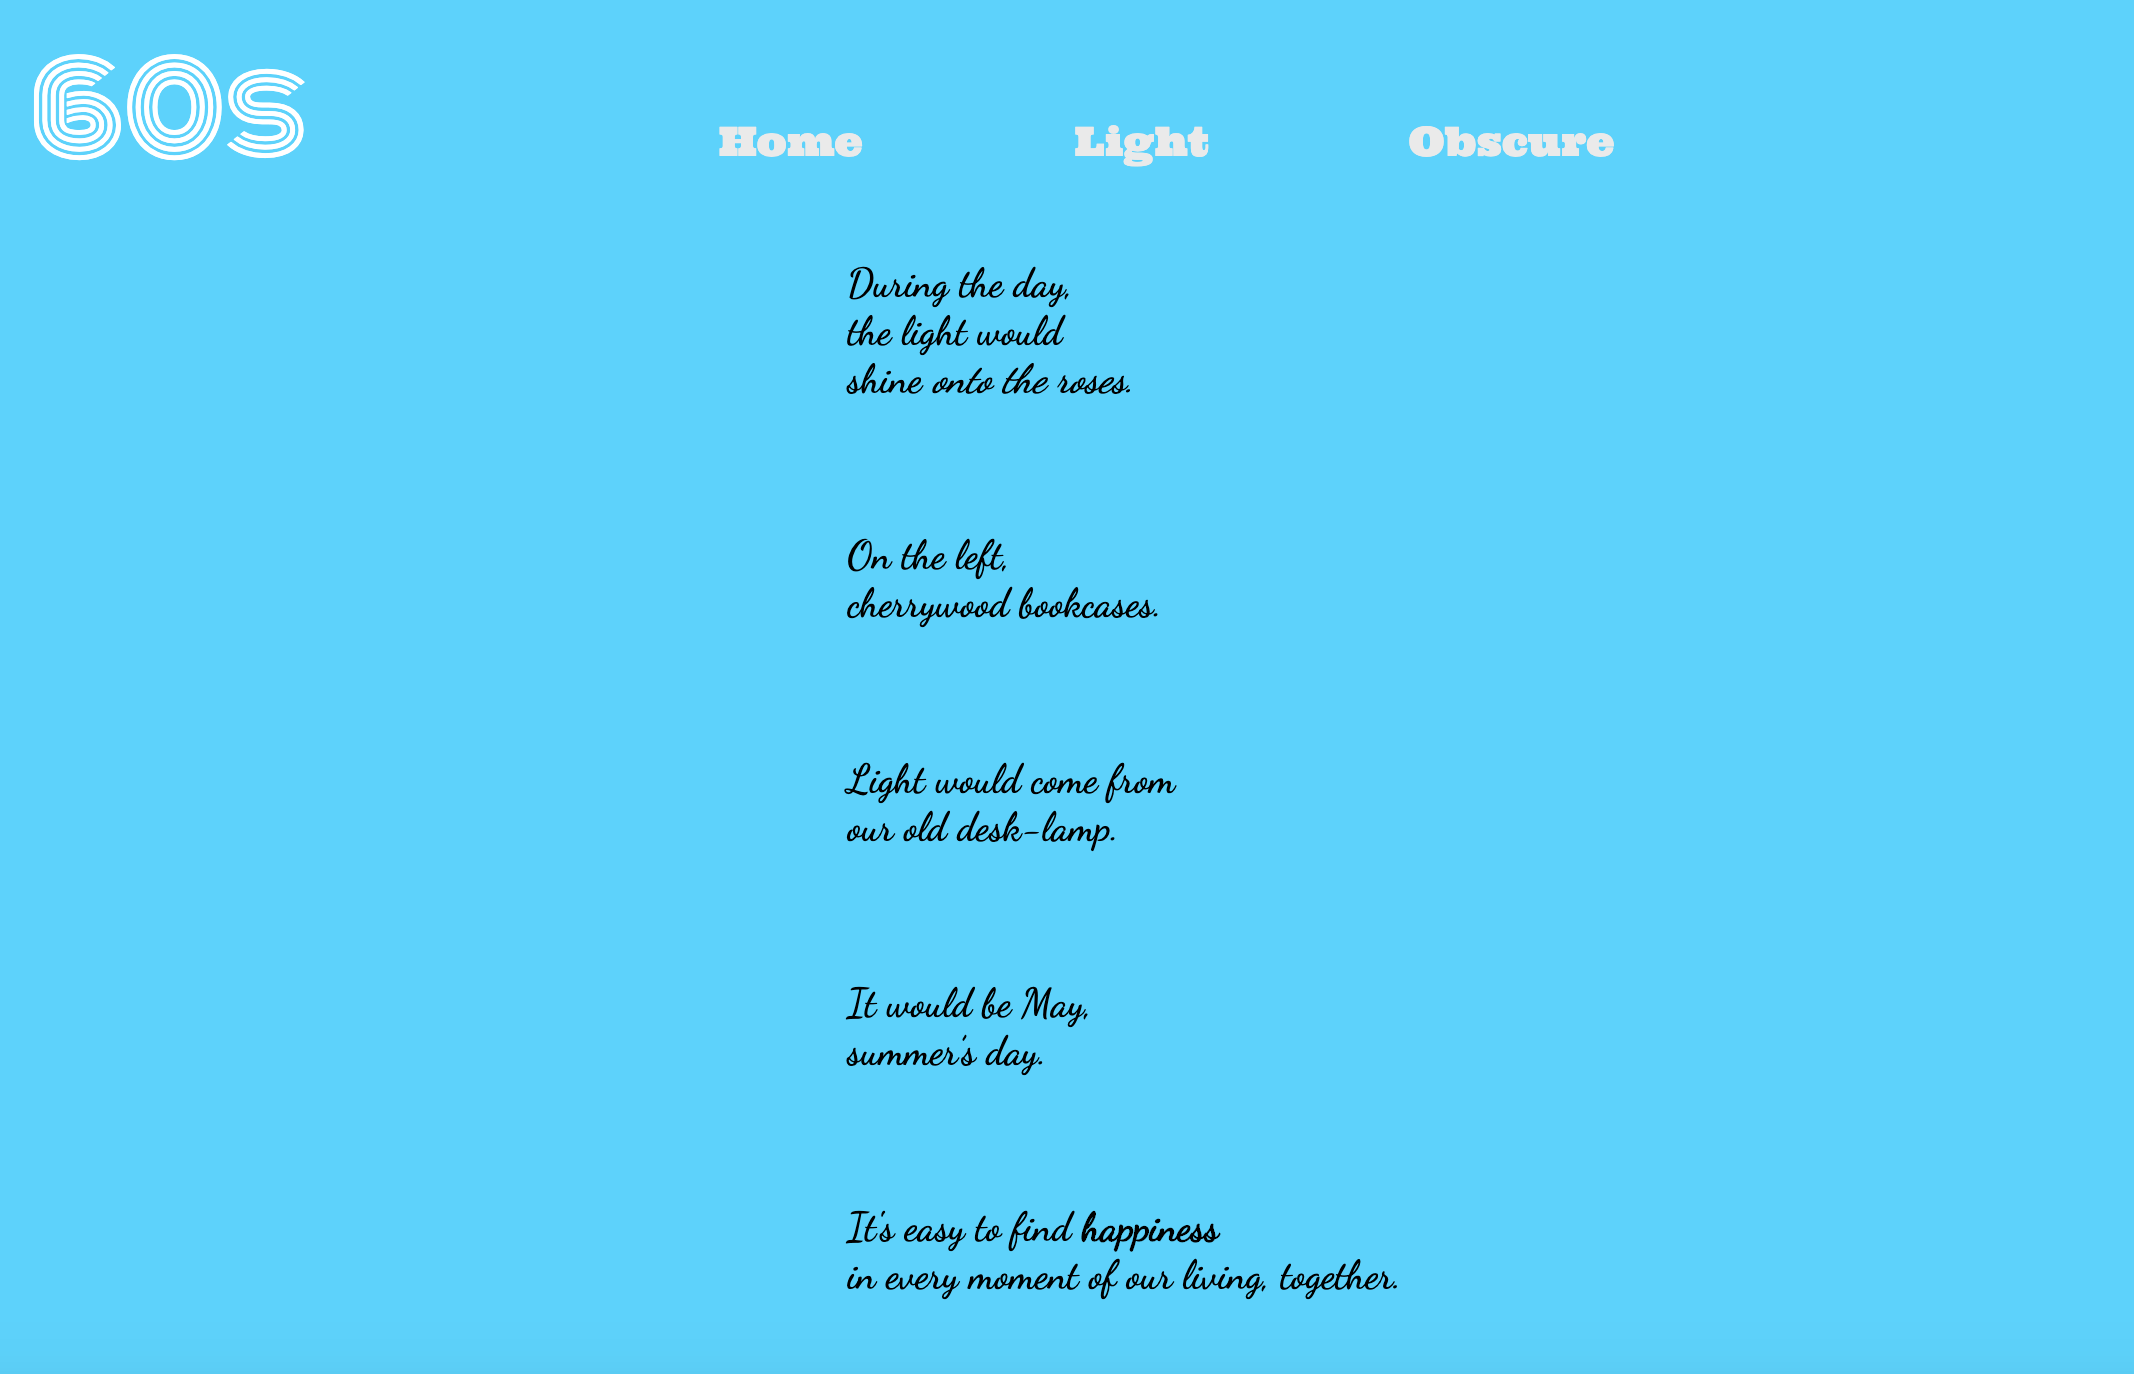 60s
Home Light Obscure
During the day,
the light would
shine onto the roses.
On the left,
cherrywood bookcases.
Light would come from
our old desk-lamp.
It would be May,
summer's day.
It's easy to find happiness
in every moment of our living, together.